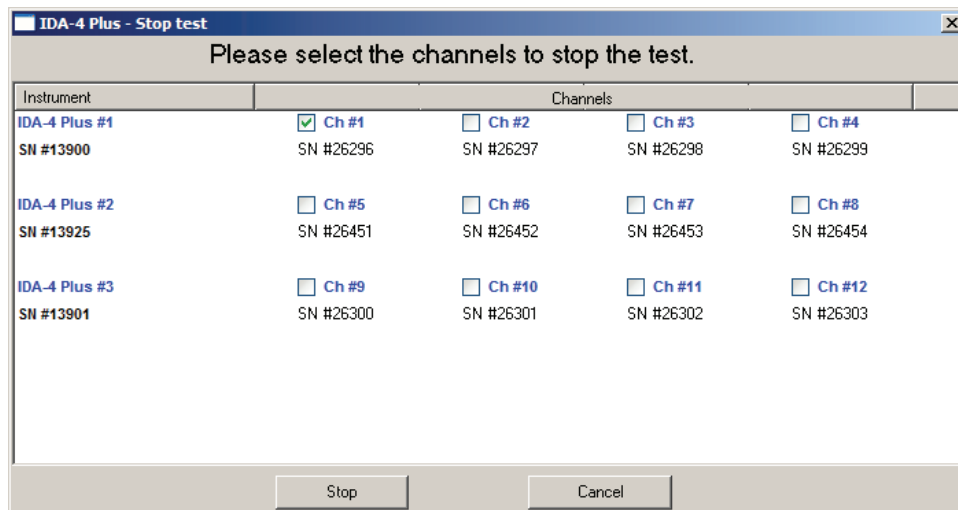 IDA-4 Plus - Stop test
Please select the channels to stop the test.
Instrument Channels
IDA-4 Plus #1 Ch #1 Ch #2 Ch #3 Ch #4
SN #13900 SN #26296 SN #26297 SN #26298 SN #26299
IDA-4 Plus #2 Ch #5 Ch #6 Ch #7 Ch #8
SN #13925 SN #26451 SN #26452 SN #26453 SN #26454
IDA-4 Plus #3 Ch #9 Ch #10 Ch #11 Ch #12
SN #13901 SN #26300 SN #26301 SN #26302 SN #26303
Stop Cancel